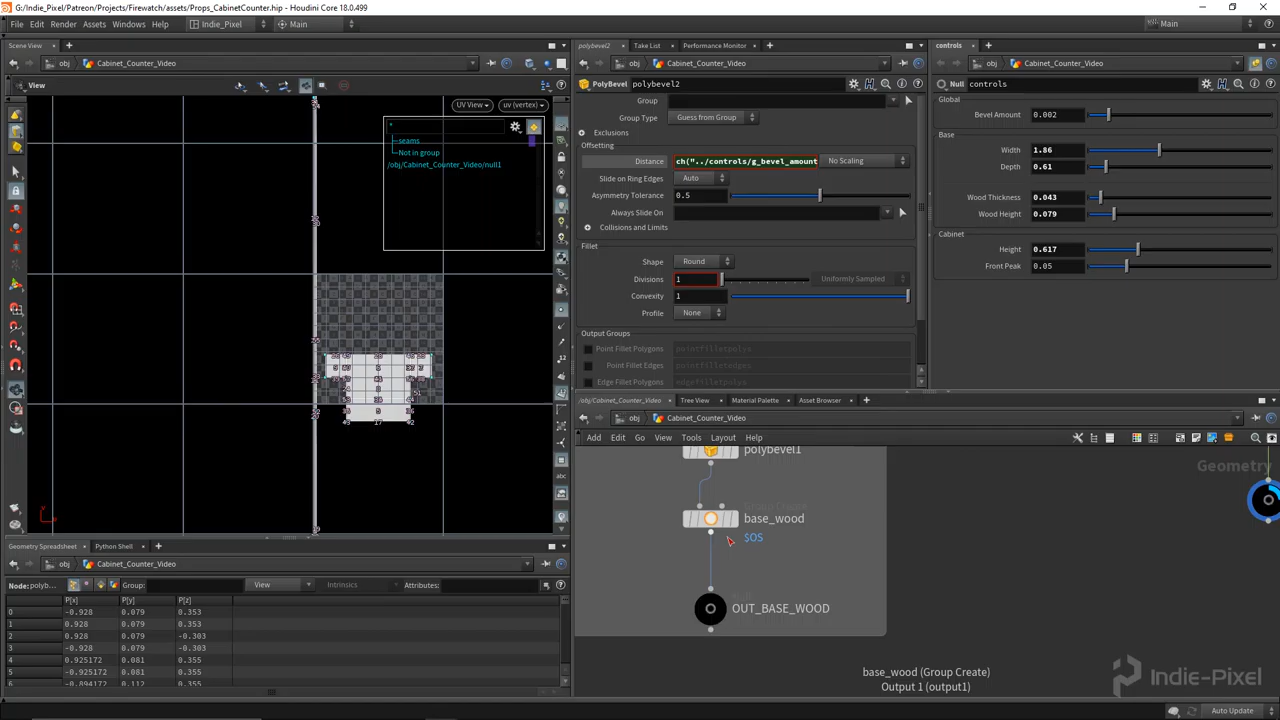 G:/Indie_Pixel/Patreon/Projects/Firewatch/assets/Props_CabinetCounter.hip - Houdini Core 18.0.499
File Edit Render Assets Windows Help Indie_Pixel Main Main
Scene View
obj Cabinet_Counter_Video
View
UV View uv (vertex)
*
seams
Not in group
/obj/Cabinet_Counter_Video/null1
polybevel2 Take List Performance Monitor
obj Cabinet_Counter_Video
PolyBevel polybevel2
Group
Group Type Guess from Group
Exclusions
Offsetting
Distance ch("../controls/g_bevel_amount No Scaling
Slide on Ring Edges Auto
Asymmetry Tolerance 0.5
Always Slide On
Collisions and Limits
Fillet
Shape Round
Divisions 1 Uniformly Sampled
Convexity 1
Profile None
Output Groups
Point Fillet Polygons pointfilletpolys
Point Fillet Edges pointfilletedges
Edge Fillet Polygons edgefilletpolys
controls
obj Cabinet_Counter_Video
Null controls
Global
Bevel Amount 0.002
Base
Width 1.86
Depth 0.61
Wood Thickness 0.043
Wood Height 0.079
Cabinet
Height 0.617
Front Peak 0.05
/obj/Cabinet_Counter_Video Tree View Material Palette Asset Browser
obj Cabinet_Counter_Video
Add Edit Go View Tools Layout Help
polybevel1
Geometry
base_wood
$OS
OUT_BASE_WOOD
base_wood (Group Create)
Output 1 (output1)
Indie-Pixel
Geometry Spreadsheet Python Shell
obj Cabinet_Counter_Video
Node: polyb... Group: View Intrinsics Attributes:
P[x] P[y] P[z]
0 -0.928 0.079 0.353
1 0.928 0.079 0.353
2 0.928 0.079 -0.303
3 -0.928 0.079 -0.303
4 0.925172 0.081 0.355
5 -0.925172 0.081 0.355
6 -0.894172 0.112 0.355
Auto Update